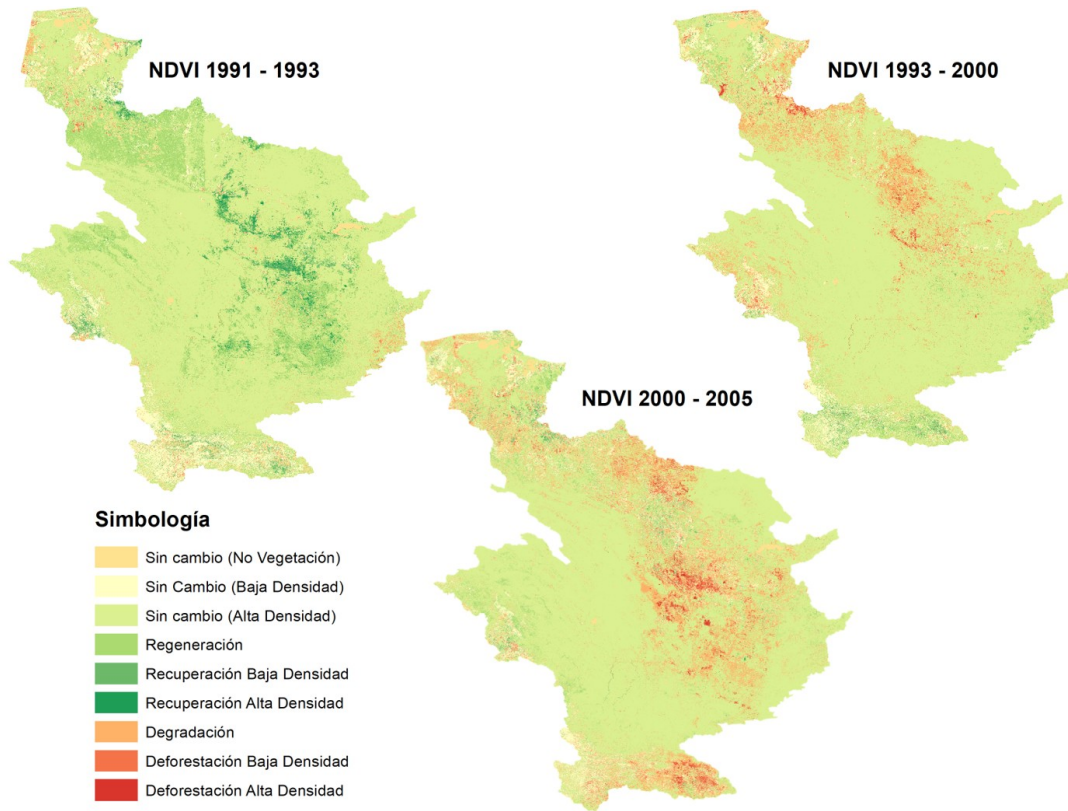 NDVI 1991 - 1993
NDVI 1993 - 2000
NDVI 2000 - 2005
Simbología
Sin cambio (No Vegetación)
Sin Cambio (Baja Densidad)
Sin cambio (Alta Densidad)
Regeneración
Recuperación Baja Densidad
Recuperación Alta Densidad
Degradación
Deforestación Baja Densidad
Deforestación Alta Densidad